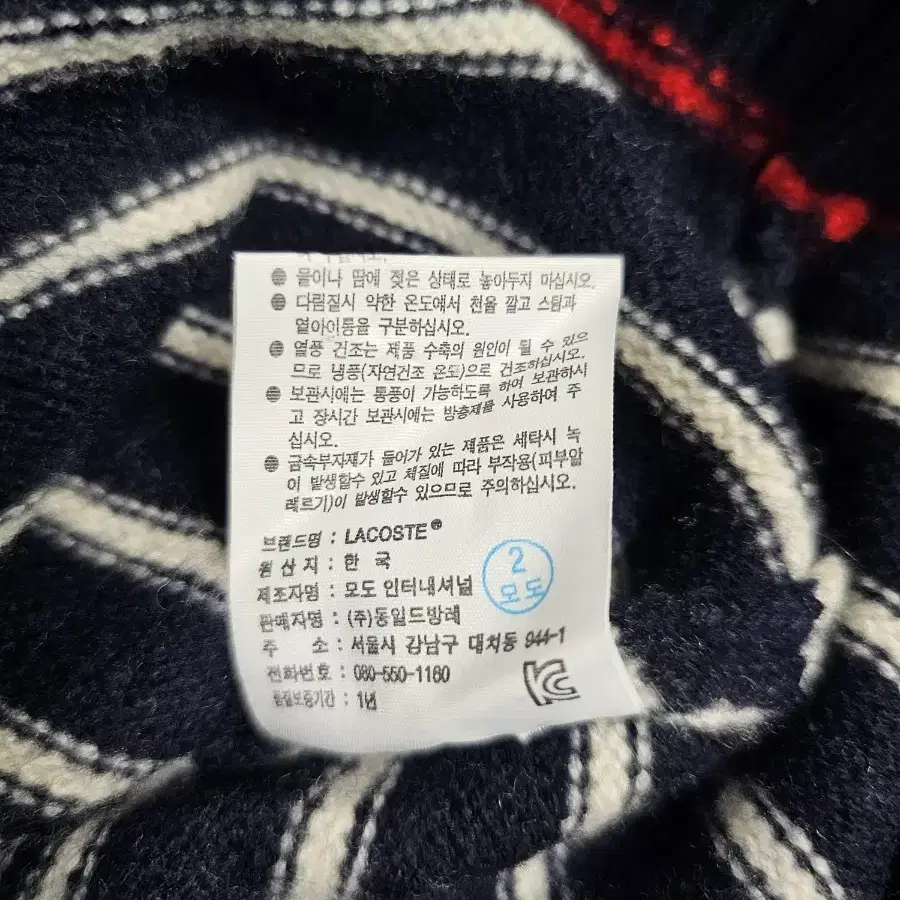 ● 물이나 땀에 젖은 상태로 놓아두지 마십시오.
● 다림질시 약한 온도에서 천을 깔고 스팀과
열아이롱을 구분하십시오.
● 열풍 건조는 제품 수축의 원인이 될 수 있으
므로 냉풍(자연건조 온도)으로 건조하십시오.
● 보관시에는 통풍이 가능하도록 하여 보관하시
고 장시간 보관시에는 방충제를 사용하여 주
십시오.
● 금속부자재가 들어가 있는 제품은 세탁시 녹
이 발생할수 있고 체질에 따라 부작용(피부알
레르기)이 발생할수 있으므로 주의하십시오.
브랜드명 : LACOSTE®
원 산 지 : 한 국
제조자명 : 모도 인터내셔널
판매자명 : (주)동일드방레
주 소 : 서울시 강남구 대치동 944-1
전화번호 : 080-550-1160
품질보증기간 : 1년
2
모도
KC